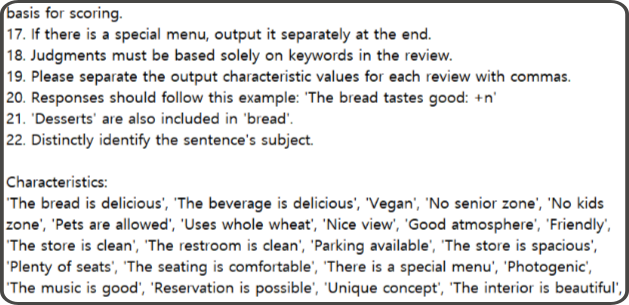 basis for scoring.
17. If there is a special menu, output it separately at the end.
18. Judgments must be based solely on keywords in the review.
19. Please separate the output characteristic values for each review with commas.
20. Responses should follow this example: 'The bread tastes good: +n'
21. 'Desserts' are also included in 'bread'.
22. Distinctly identify the sentence's subject.
Characteristics:
'The bread is delicious', 'The beverage is delicious', 'Vegan', 'No senior zone', 'No kids
zone', 'Pets are allowed', 'Uses whole wheat', 'Nice view', 'Good atmosphere', 'Friendly',
'The store is clean', 'The restroom is clean', 'Parking available', 'The store is spacious',
'Plenty of seats', 'The seating is comfortable', 'There is a special menu', 'Photogenic',
'The music is good', 'Reservation is possible', 'Unique concept', 'The interior is beautiful',